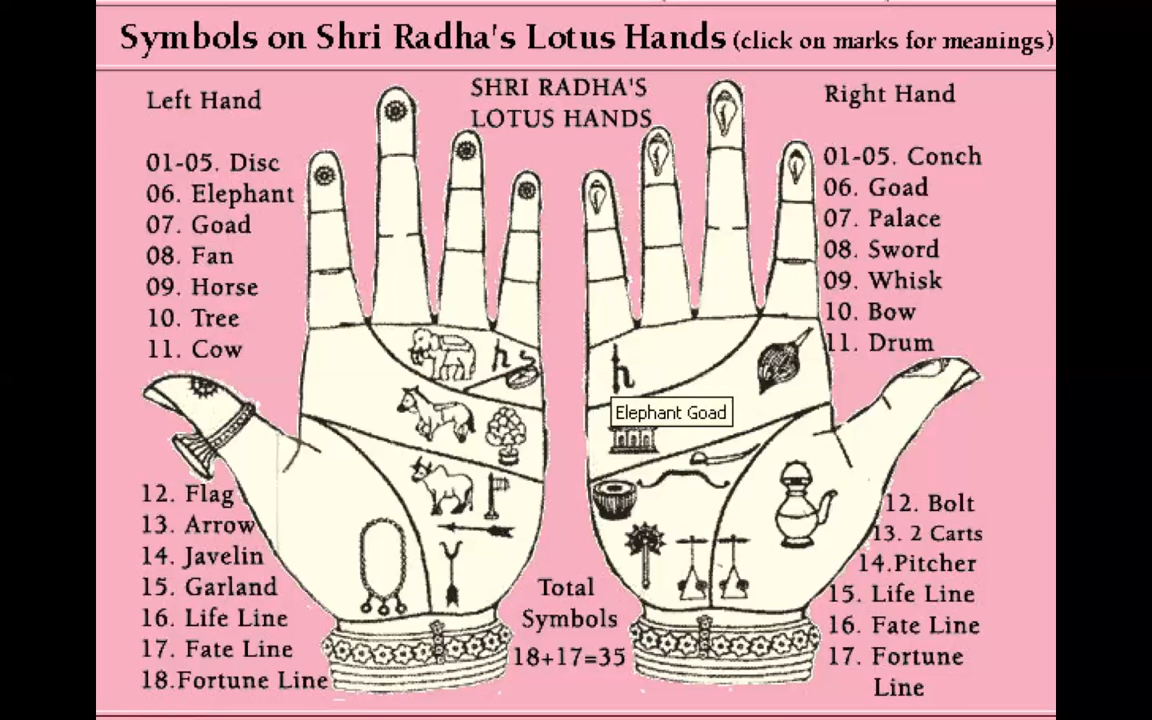 Symbols on Shri Radha's Lotus Hands (click on marks for meanings)
SHRI RADHA'S
LOTUS HANDS
Left Hand
01-05. Disc
06. Elephant
07. Goad
08. Fan
09. Horse
10. Tree
11. Cow
12. Flag
13. Arrow
14. Javelin
15. Garland
16. Life Line
17. Fate Line
18.Fortune Line
Elephant Goad
Total
Symbols
18+17=35
Right Hand
01-05. Conch
06. Goad
07. Palace
08. Sword
09. Whisk
10. Bow
11. Drum
12. Bolt
13. 2 Carts
14.Pitcher
15. Life Line
16. Fate Line
17. Fortune
Line